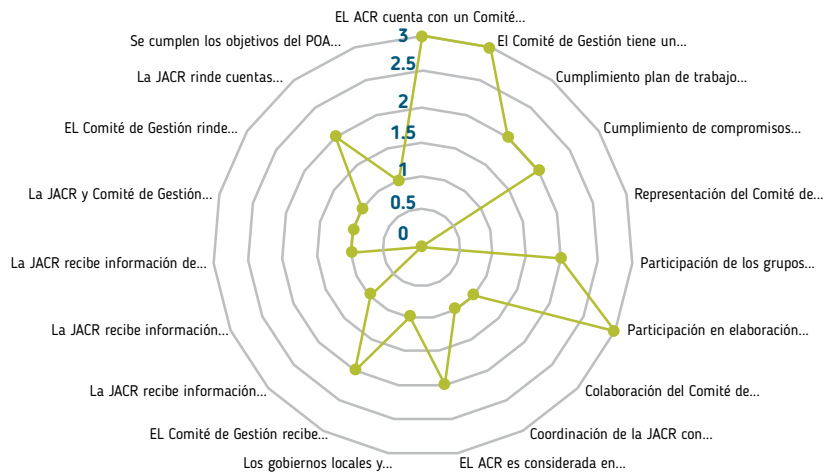 EL ACR cuenta con un Comité...
El Comité de Gestión tiene un...
Cumplimiento plan de trabajo...
Cumplimiento de compromisos...
Representación del Comité de...
Participación de los grupos...
Participación en elaboración...
Colaboración del Comité de...
Coordinación de la JACR con...
EL ACR es considerada en...
Los gobiernos locales y...
EL Comité de Gestión recibe...
La JACR recibe información...
La JACR recibe información...
La JACR recibe información de...
La JACR y Comité de Gestión...
EL Comité de Gestión rinde...
La JACR rinde cuentas...
Se cumplen los objetivos del POA...
3
2.5
2
1.5
1
0.5
0